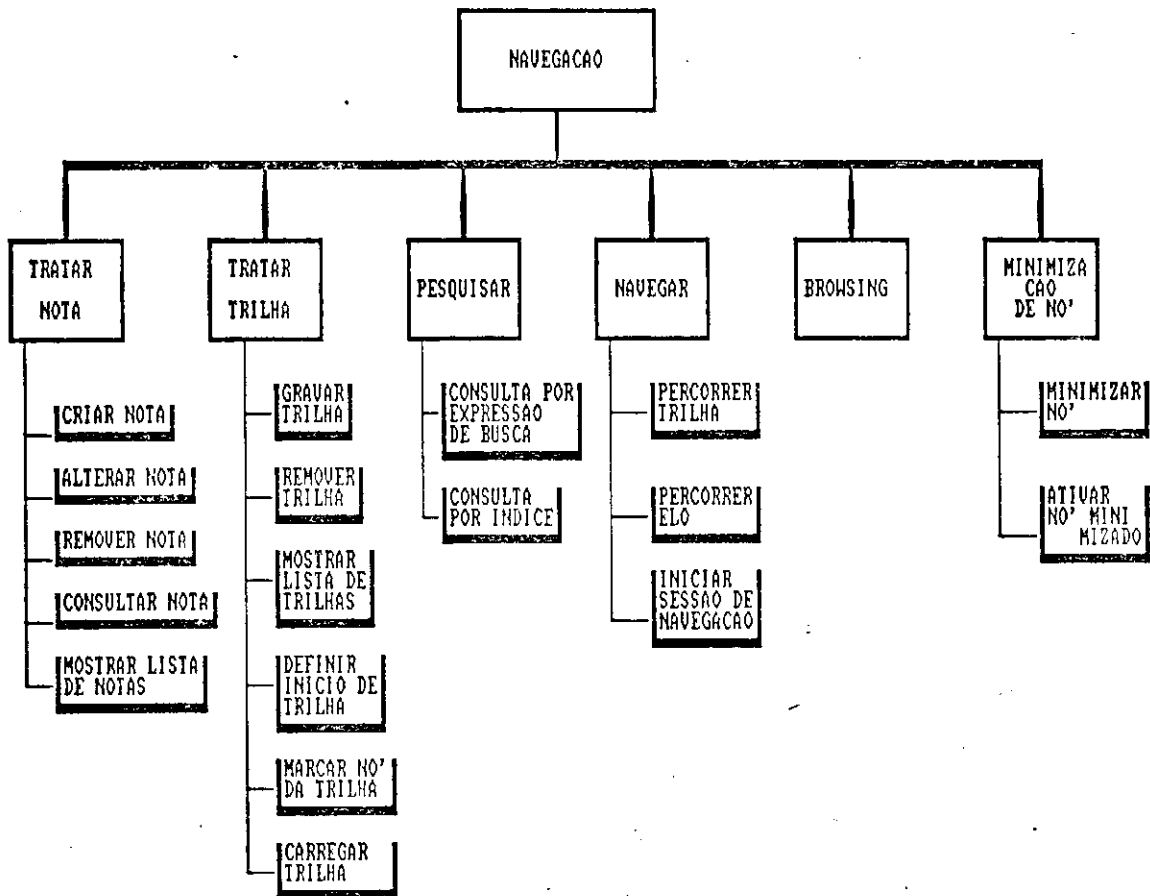 NAVEGACAO
TRATAR
NOTA
TRATAR
TRILHA
PESQUISAR
NAVEGAR
BROWSING
MINIMIZA
CAO
DE NO'
CRIAR NOTA
ALTERAR NOTA
REMOVER NOTA
CONSULTAR NOTA
MOSTRAR LISTA
DE NOTAS
GRAVAR
TRILHA
REMOVER
TRILHA
MOSTRAR
LISTA DE
TRILHAS
DEFINIR
INICIO DE
TRILHA
MARCAR NO'
DA TRILHA
CARREGAR
TRILHA
CONSULTA POR
EXPRESSAO
DE BUSCA
CONSULTA
POR INDICE
PERCORRER
TRILHA
PERCORRER
ELO
INICIAR
SESSAO DE
NAVEGACAO
MINIMIZAR
NO'
ATIVAR
NO' MINI
MIZADO